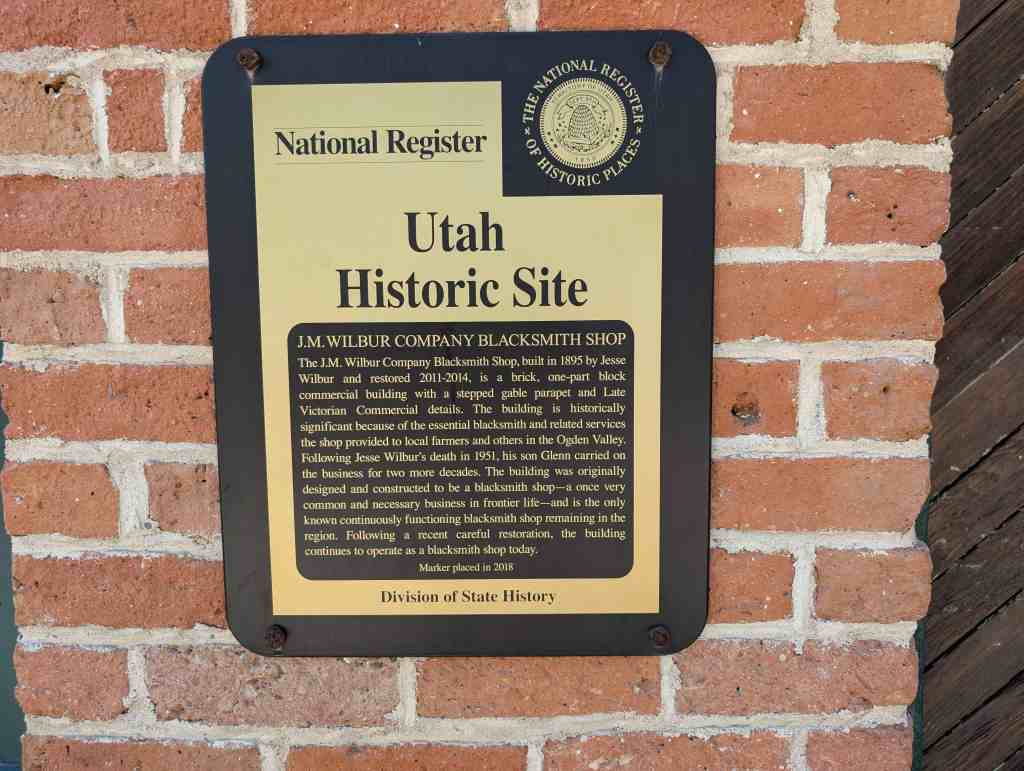 National Register
THE NATIONAL REGISTER
OF HISTORIC PLACES
Utah
Historic Site
J.M. WILBUR COMPANY BLACKSMITH SHOP
The J.M. Wilbur Company Blacksmith Shop, built in 1895 by Jesse
Wilbur and restored 2011-2014, is a brick, one-part block
commercial building with a stepped gable parapet and Late
Victorian Commercial details. The building is historically
significant because of the essential blacksmith and related services
the shop provided to local farmers and others in the Ogden Valley.
Following Jesse Wilbur's death in 1951, his son Glenn carried on
the business for two more decades. The building was originally
designed and constructed to be a blacksmith shop—a once very
common and necessary business in frontier life—and is the only
known continuously functioning blacksmith shop remaining in the
region. Following a recent careful restoration, the building
continues to operate as a blacksmith shop today.
Marker placed in 2018
Division of State History